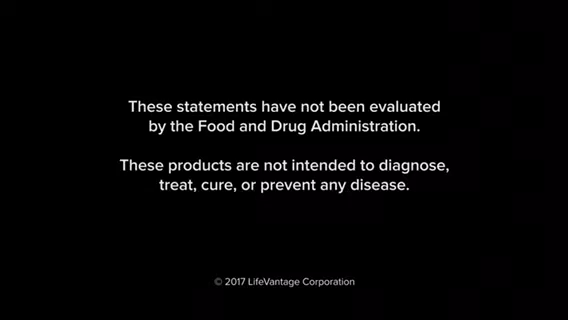 These statements have not been evaluated
by the Food and Drug Administration.
These products are not intended to diagnose,
treat, cure, or prevent any disease.
© 2017 LifeVantage Corporation